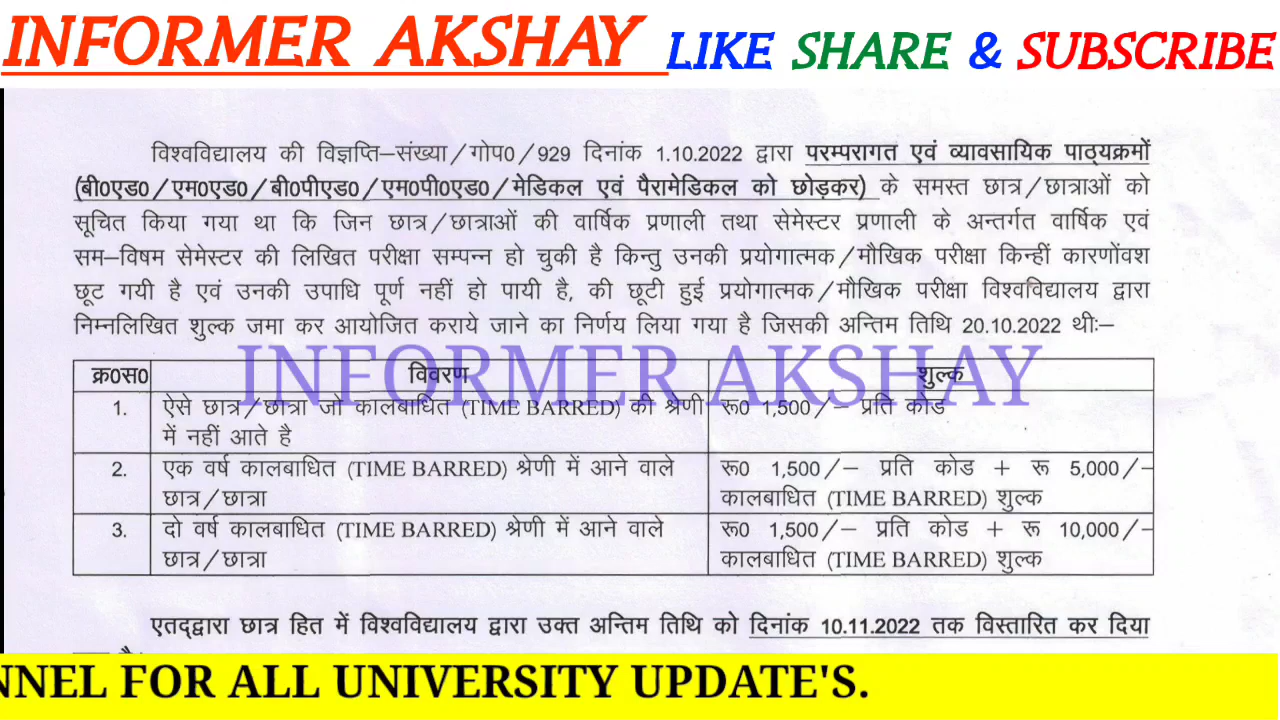 INFORMER AKSHAY LIKE SHARE & SUBSCRIBE
विश्वविद्यालय की विज्ञप्ति–संख्या/गोप0/929 दिनांक 1.10.2022 द्वारा परम्परागत एवं व्यावसायिक पाठ्यक्रमों
(बी0एड0/एम0एड0/बी0पीएड0/एम0पी0एड0/मेडिकल एवं पैरामेडिकल को छोड़कर) के समस्त छात्र/छात्राओं को
सूचित किया गया था कि जिन छात्र/छात्राओं की वार्षिक प्रणाली तथा सेमेस्टर प्रणाली के अन्तर्गत वार्षिक एवं
सम–विषम सेमेस्टर की लिखित परीक्षा सम्पन्न हो चुकी है किन्तु उनकी प्रयोगात्मक/मौखिक परीक्षा किन्हीं कारणोंवश
छूट गयी है एवं उनकी उपाधि पूर्ण नहीं हो पायी है, की छूटी हुई प्रयोगात्मक/मौखिक परीक्षा विश्वविद्यालय द्वारा
निम्नलिखित शुल्क जमा कर आयोजित कराये जाने का निर्णय लिया गया है जिसकी अन्तिम तिथि 20.10.2022 थीः–
INFORMER AKSHAY
क्र0स0 विवरण शुल्क
1. ऐसे छात्र/छात्रा जो कालबाधित (TIME BARRED) की श्रेणी रू0 1,500/– प्रति कोड
में नहीं आते है
2. एक वर्ष कालबाधित (TIME BARRED) श्रेणी में आने वाले रू0 1,500/– प्रति कोड + रू 5,000/–
छात्र/छात्रा कालबाधित (TIME BARRED) शुल्क
3. दो वर्ष कालबाधित (TIME BARRED) श्रेणी में आने वाले रू0 1,500/– प्रति कोड + रू 10,000/–
छात्र/छात्रा कालबाधित (TIME BARRED) शुल्क
एतद्द्वारा छात्र हित में विश्वविद्यालय द्वारा उक्त अन्तिम तिथि को दिनांक 10.11.2022 तक विस्तारित कर दिया
NNEL FOR ALL UNIVERSITY UPDATE'S.